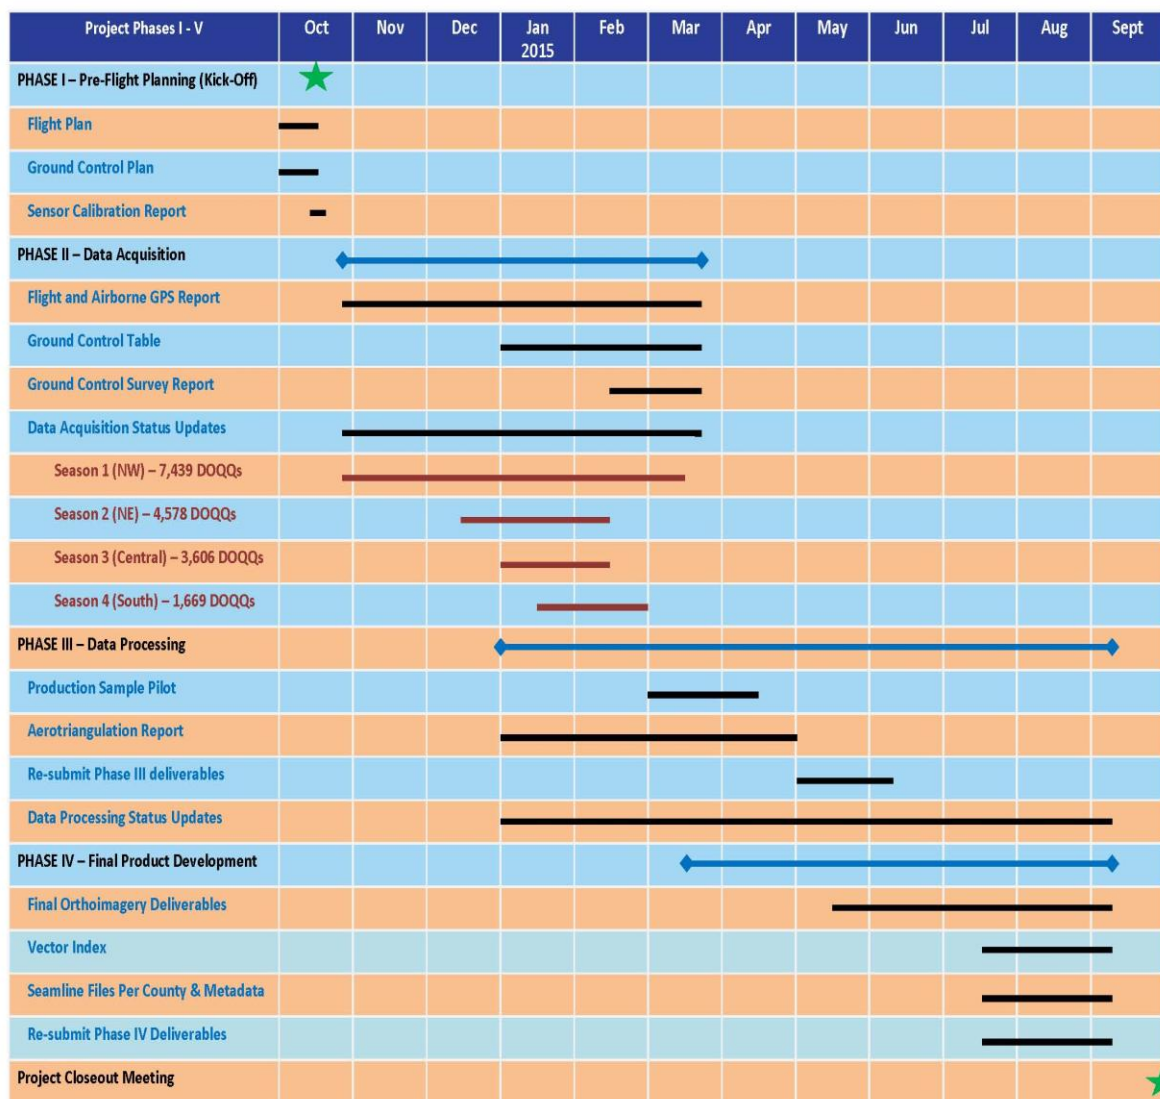 Project Phases I - V
Oct
Nov
Dec
Jan
2015
Feb
Mar
Apr
May
Jun
Jul
Aug
Sept
PHASE I – Pre-Flight Planning (Kick-Off)
Flight Plan
Ground Control Plan
Sensor Calibration Report
PHASE II – Data Acquisition
Flight and Airborne GPS Report
Ground Control Table
Ground Control Survey Report
Data Acquisition Status Updates
Season 1 (NW) – 7,439 DOQQs
Season 2 (NE) – 4,578 DOQQs
Season 3 (Central) – 3,606 DOQQs
Season 4 (South) – 1,669 DOQQs
PHASE III – Data Processing
Production Sample Pilot
Aerotriangulation Report
Re-submit Phase III deliverables
Data Processing Status Updates
PHASE IV – Final Product Development
Final Orthoimagery Deliverables
Vector Index
Seamline Files Per County & Metadata
Re-submit Phase IV Deliverables
Project Closeout Meeting